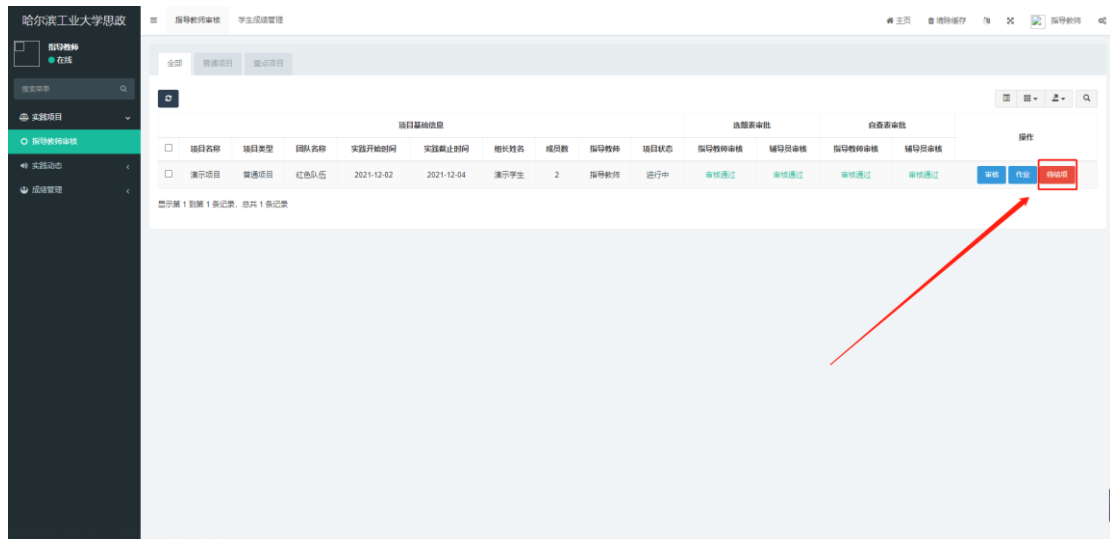 哈尔滨工业大学思政 指导教师审核 学生成绩管理 主页 清除缓存 指导教师
指导教师
在线
全部 普通项目 重点项目
搜索菜单
实践项目
项目基础信息 选题表审批 自查表审批 操作
指导教师审核
项目名称 项目类型 团队名称 实践开始时间 实践截止时间 组长姓名 成员数 指导教师 项目状态 指导教师审核 辅导员审核 指导教师审核 辅导员审核
实践动态
演示项目 普通项目 红色队伍 2021-12-02 2021-12-04 演示学生 2 指导教师 进行中 审核通过 审核通过 审核通过 审核通过 审核 作业 待结项
成绩管理
显示第 1 到第 1 条记录，总共 1 条记录